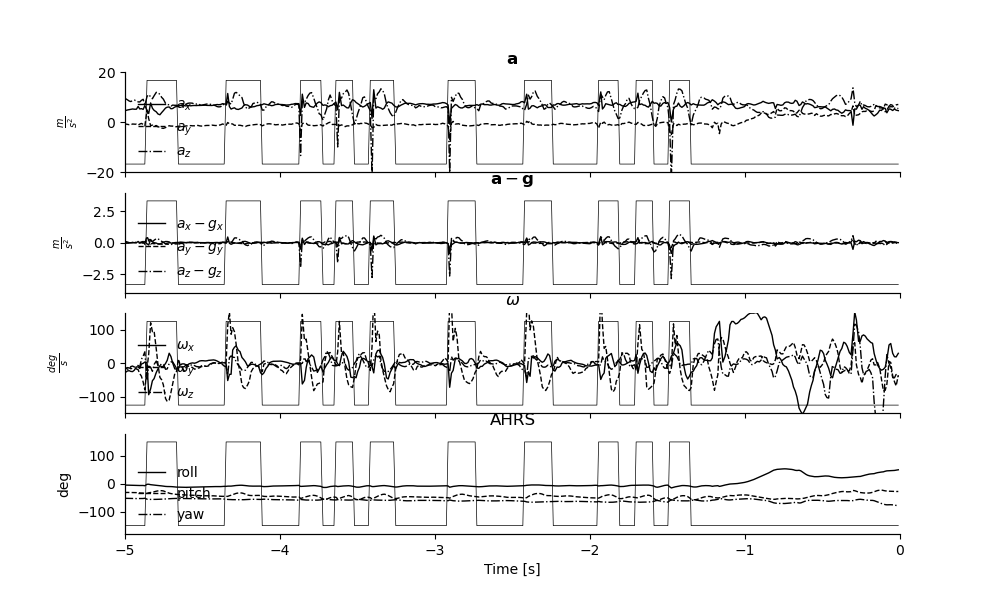 a
20
0
−20
m/s²
a_x
a_y
a_z
a − g
2.5
0.0
−2.5
m/s²
a_x − g_x
a_y − g_y
a_z − g_z
ω
100
0
−100
deg/s
ω_x
ω_y
ω_z
AHRS
100
0
−100
deg
roll
pitch
yaw
−5 −4 −3 −2 −1 0
Time [s]